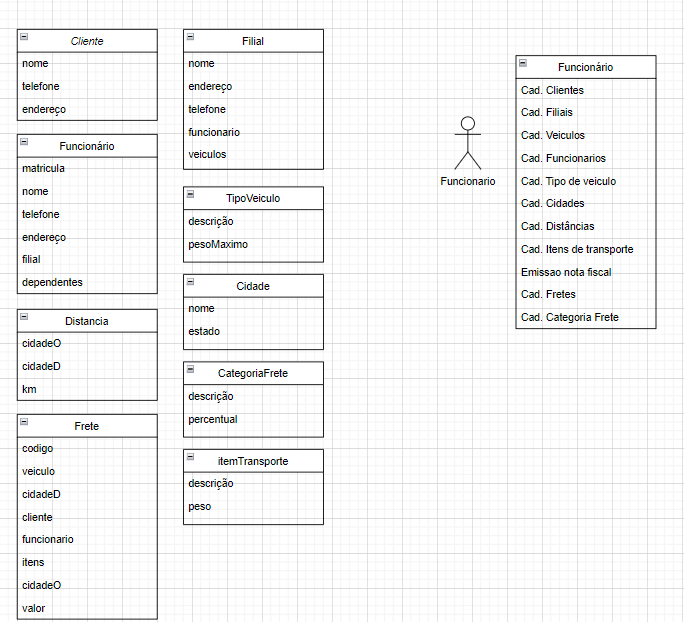 Cliente
nome
telefone
endereço
Funcionário
matricula
nome
telefone
endereço
filial
dependentes
Distancia
cidadeO
cidadeD
km
Frete
codigo
veiculo
cidadeD
cliente
funcionario
itens
cidadeO
valor
Filial
nome
endereço
telefone
funcionario
veiculos
TipoVeiculo
descrição
pesoMaximo
Cidade
nome
estado
CategoriaFrete
descrição
percentual
itemTransporte
descrição
peso
Funcionario
Funcionário
Cad. Clientes
Cad. Filiais
Cad. Veiculos
Cad. Funcionarios
Cad. Tipo de veiculo
Cad. Cidades
Cad. Distâncias
Cad. Itens de transporte
Emissao nota fiscal
Cad. Fretes
Cad. Categoria Frete